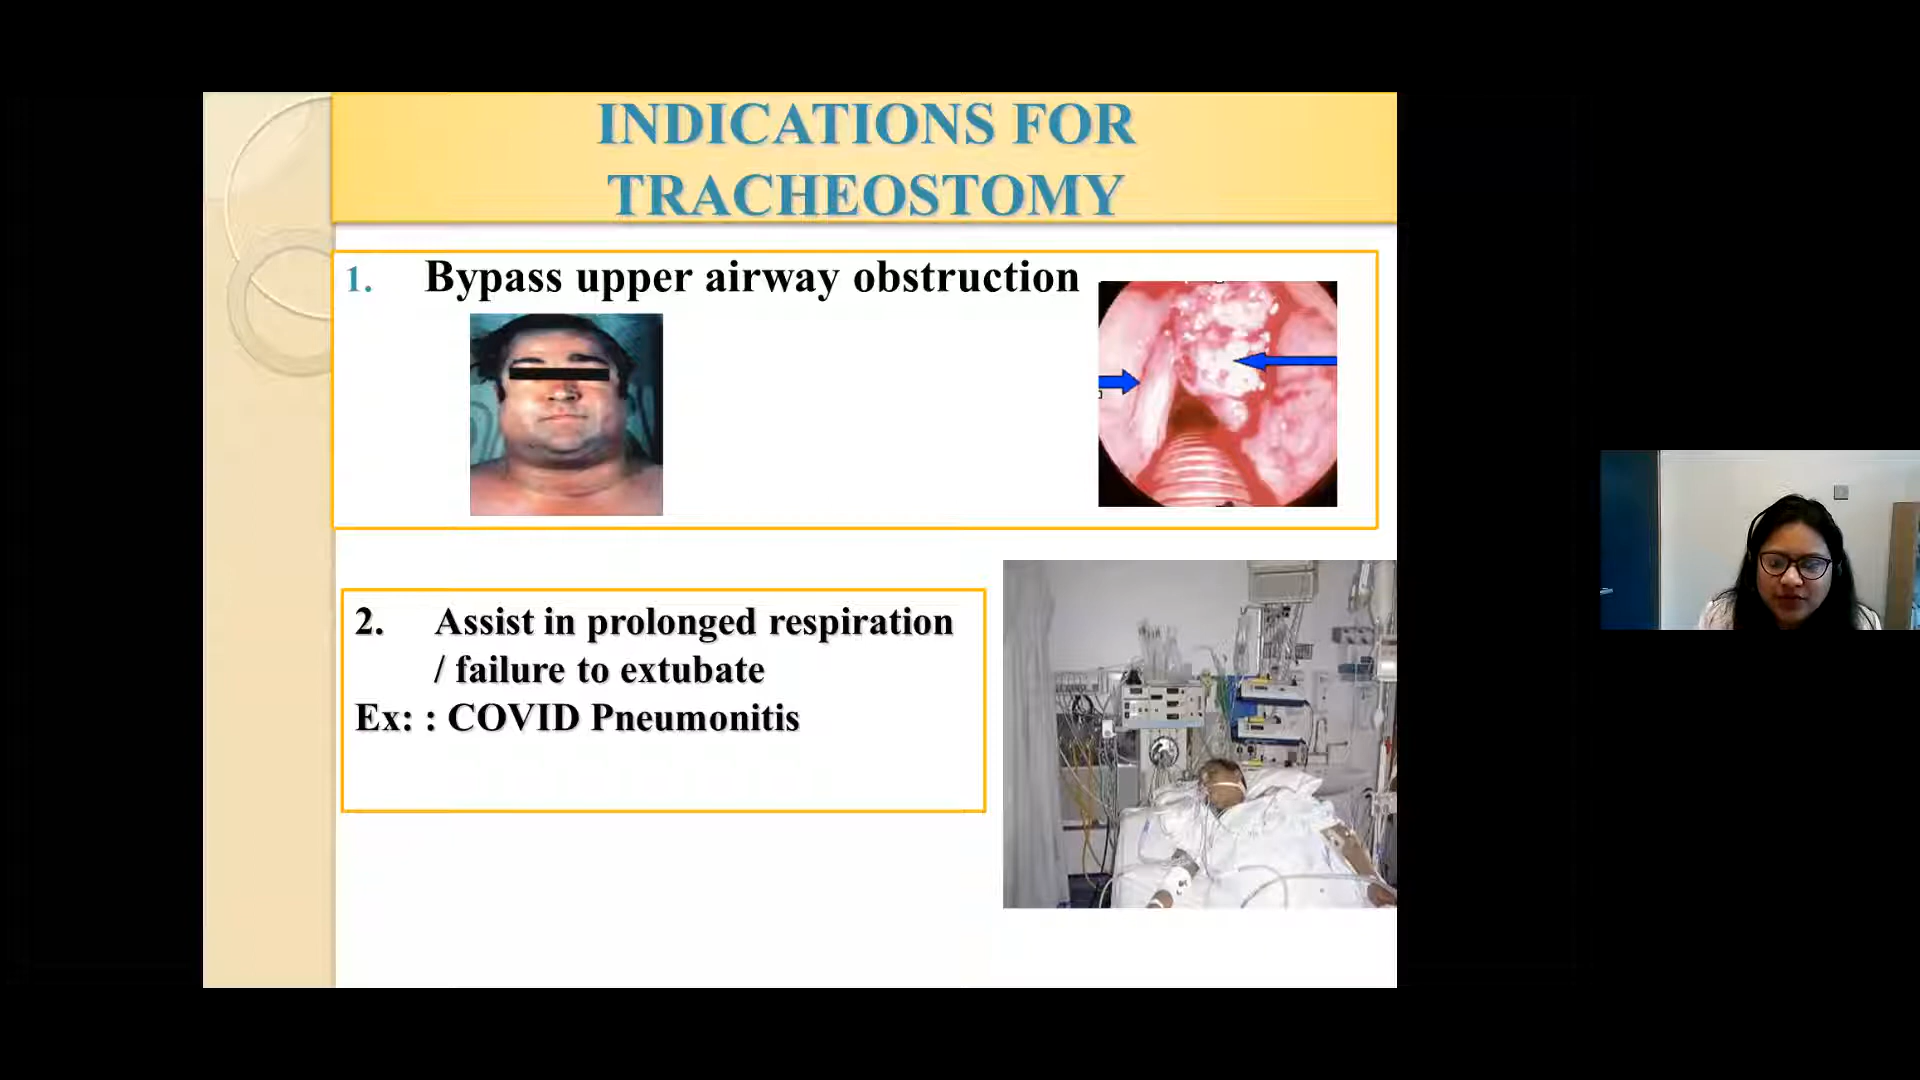 INDICATIONS FOR
TRACHEOSTOMY
1. Bypass upper airway obstruction
2. Assist in prolonged respiration
/ failure to extubate
Ex: : COVID Pneumonitis